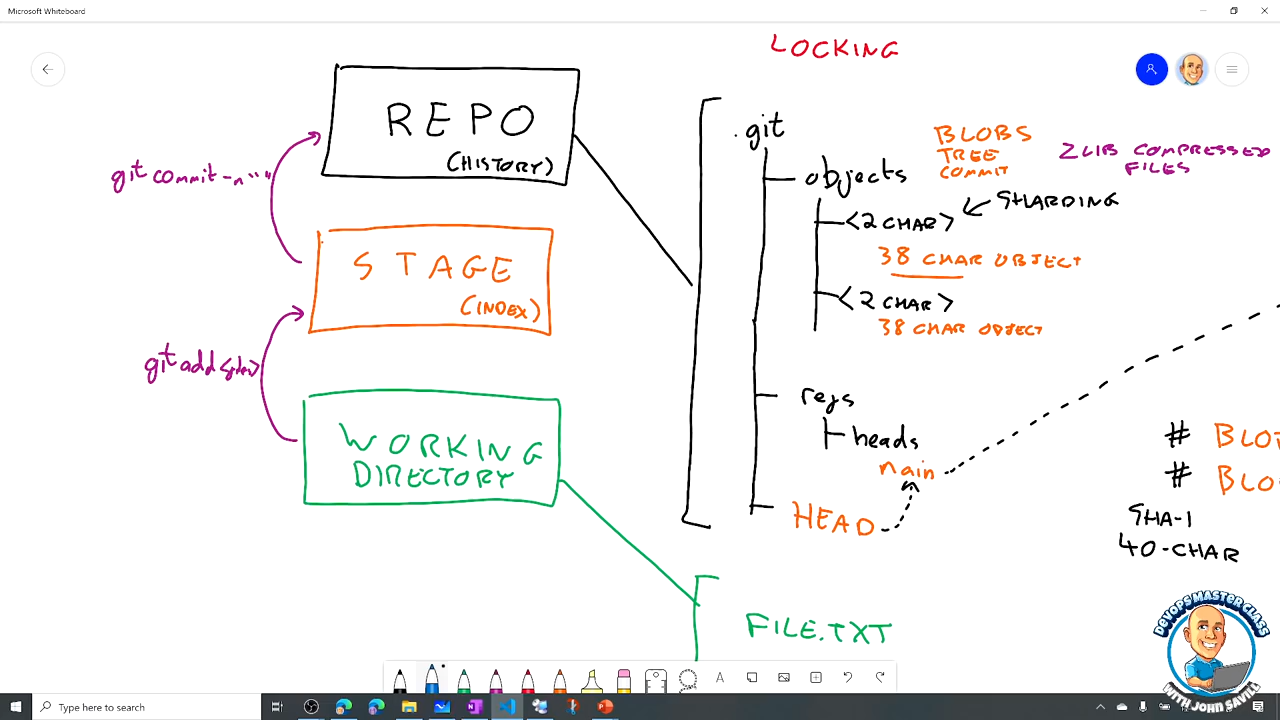 Microsoft Whiteboard
LOCKING
REPO
(HISTORY)
git commit -m " "
STAGE
(INDEX)
git add
WORKING
DIRECTORY
.git
objects
BLOBS
TREE
COMMIT
ZLIB COMPRESSED
FILES
<2 CHAR>
SHARDING
38 CHAR OBJECT
<2 CHAR>
38 CHAR OBJECT
refs
heads
main
HEAD
# BLO
# BLO
SHA-1
40-CHAR
FILE.TXT
DEVOPS MASTER CLASS
WITH JOHN SAVILL
Type here to search